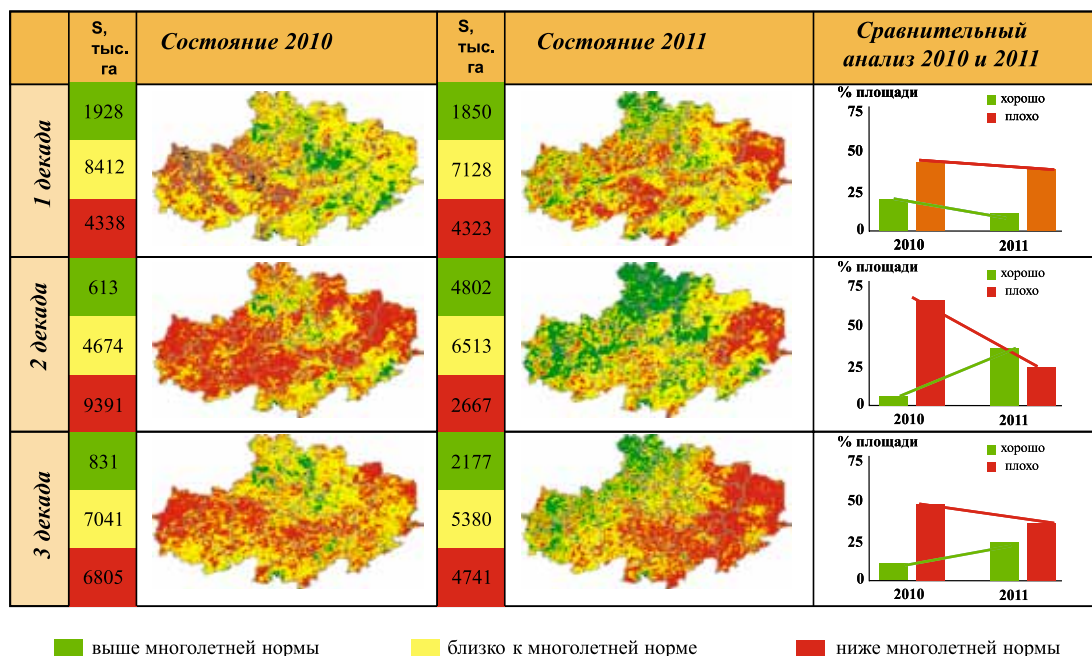 S,
тыс.
га
Состояние 2010
S,
тыс.
га
Состояние 2011
Сравнительный
анализ 2010 и 2011
1 декада
1928
8412
4338
1850
7128
4323
% площади
хорошо
плохо
75
50
25
0
2010
2011
2 декада
613
4674
9391
4802
6513
2667
% площади
хорошо
плохо
75
50
25
0
2010
2011
3 декада
831
7041
6805
2177
5380
4741
% площади
хорошо
плохо
75
50
25
0
2010
2011
выше многолетней нормы
близко к многолетней норме
ниже многолетней нормы